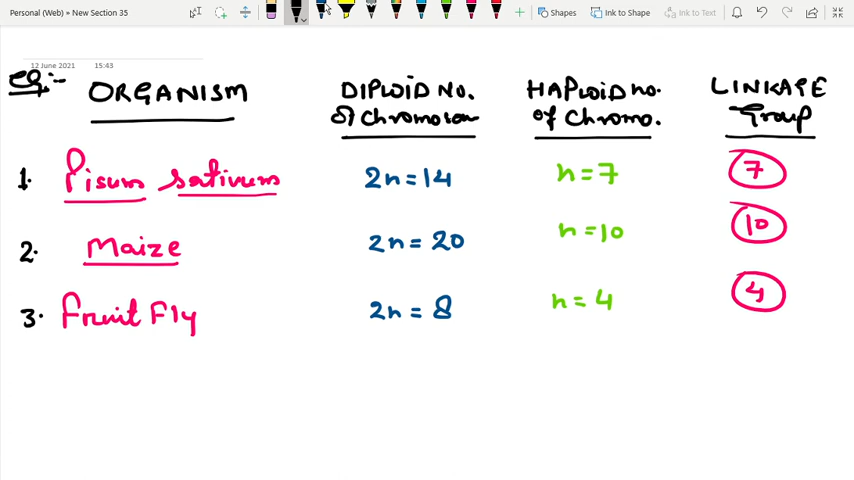 Personal (Web) » New Section 35
Shapes
Ink to Shape
Ink to Text
12 June 2021 15:43
Eg:-
ORGANISM DIPLOID NO. of Chromosom HAPLOID no. of Chromo. LINKAGE Group
1. Pisum sativum 2n = 14 n = 7 7
2. Maize 2n = 20 n = 10 10
3. Fruit Fly 2n = 8 n = 4 4